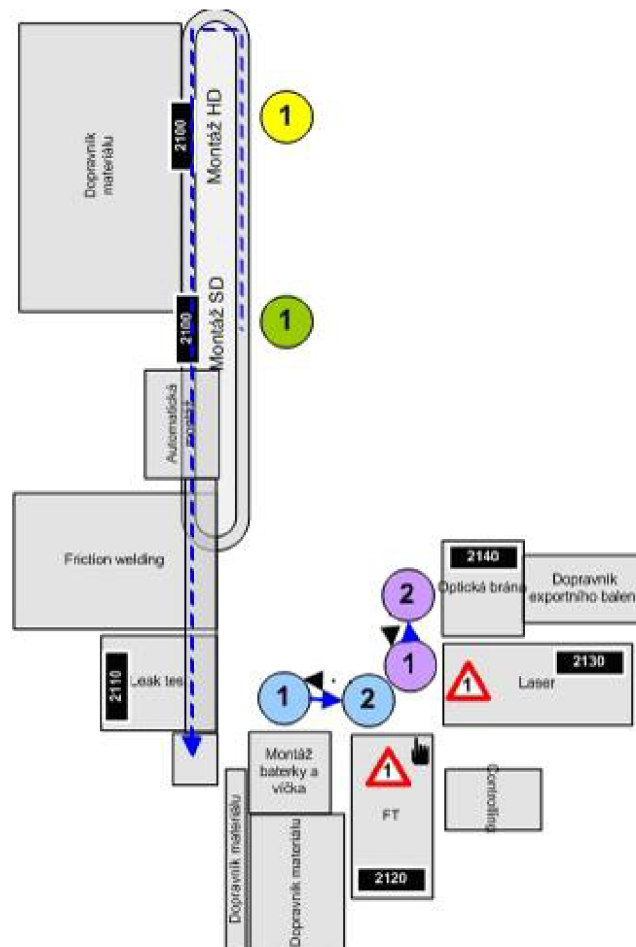 Dopravník
materiálu
2100
Montáž HD
1
2100
Montáž SD
1
Automatická
montáž
Friction welding
2110
Leak tes
2140
Optická brána
Dopravník
exportního balen
2
1
2130
1
Laser
1
2
Montáž
baterky a
víčka
1
FT
2120
Controlling
Dopravník materiálu
Dopravník materiálu